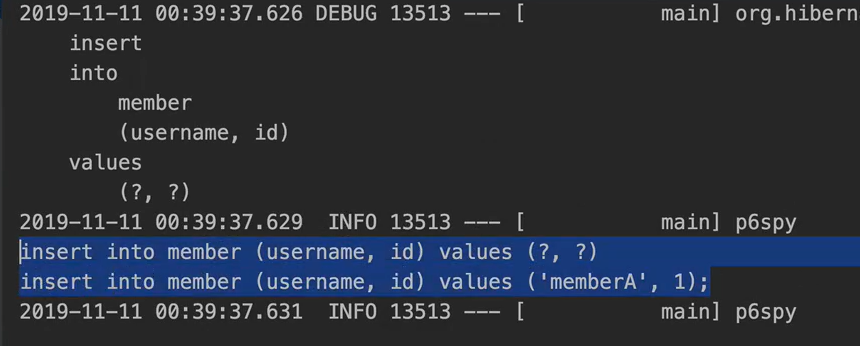 2019-11-11 00:39:37.626 DEBUG 13513 --- [           main] org.hibern
insert
into
member
(username, id)
values
(?, ?)
2019-11-11 00:39:37.629  INFO 13513 --- [           main] p6spy
insert into member (username, id) values (?, ?)
insert into member (username, id) values ('memberA', 1);
2019-11-11 00:39:37.631  INFO 13513 --- [           main] p6spy